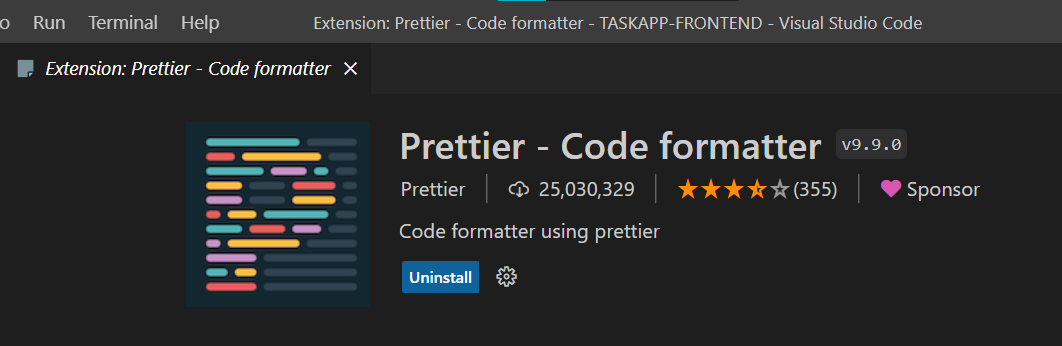 Run Terminal Help Extension: Prettier - Code formatter - TASKAPP-FRONTEND - Visual Studio Code
Extension: Prettier - Code formatter
Prettier - Code formatter v9.9.0
Prettier 25,030,329 (355) Sponsor
Code formatter using prettier
Uninstall